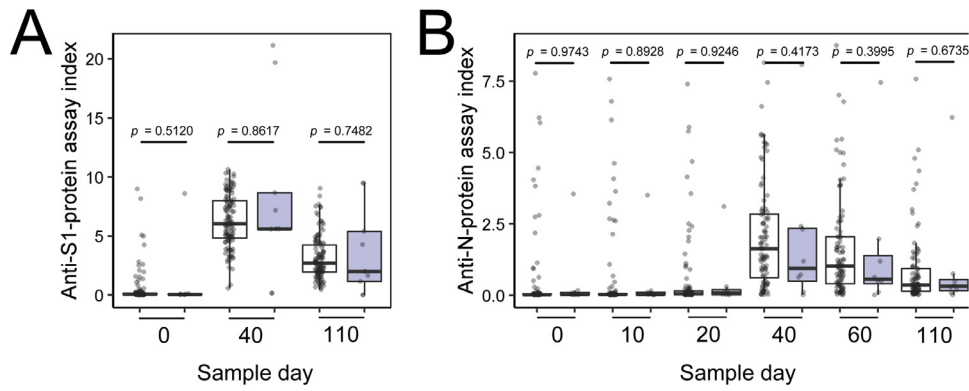 A
Anti-S1-protein assay index
20
15
10
5
0
p = 0.5120
p = 0.8617
p = 0.7482
0 40 110
Sample day
B
Anti-N-protein assay index
7.5
5.0
2.5
0.0
p = 0.9743
p = 0.8928
p = 0.9246
p = 0.4173
p = 0.3995
p = 0.6735
0 10 20 40 60 110
Sample day